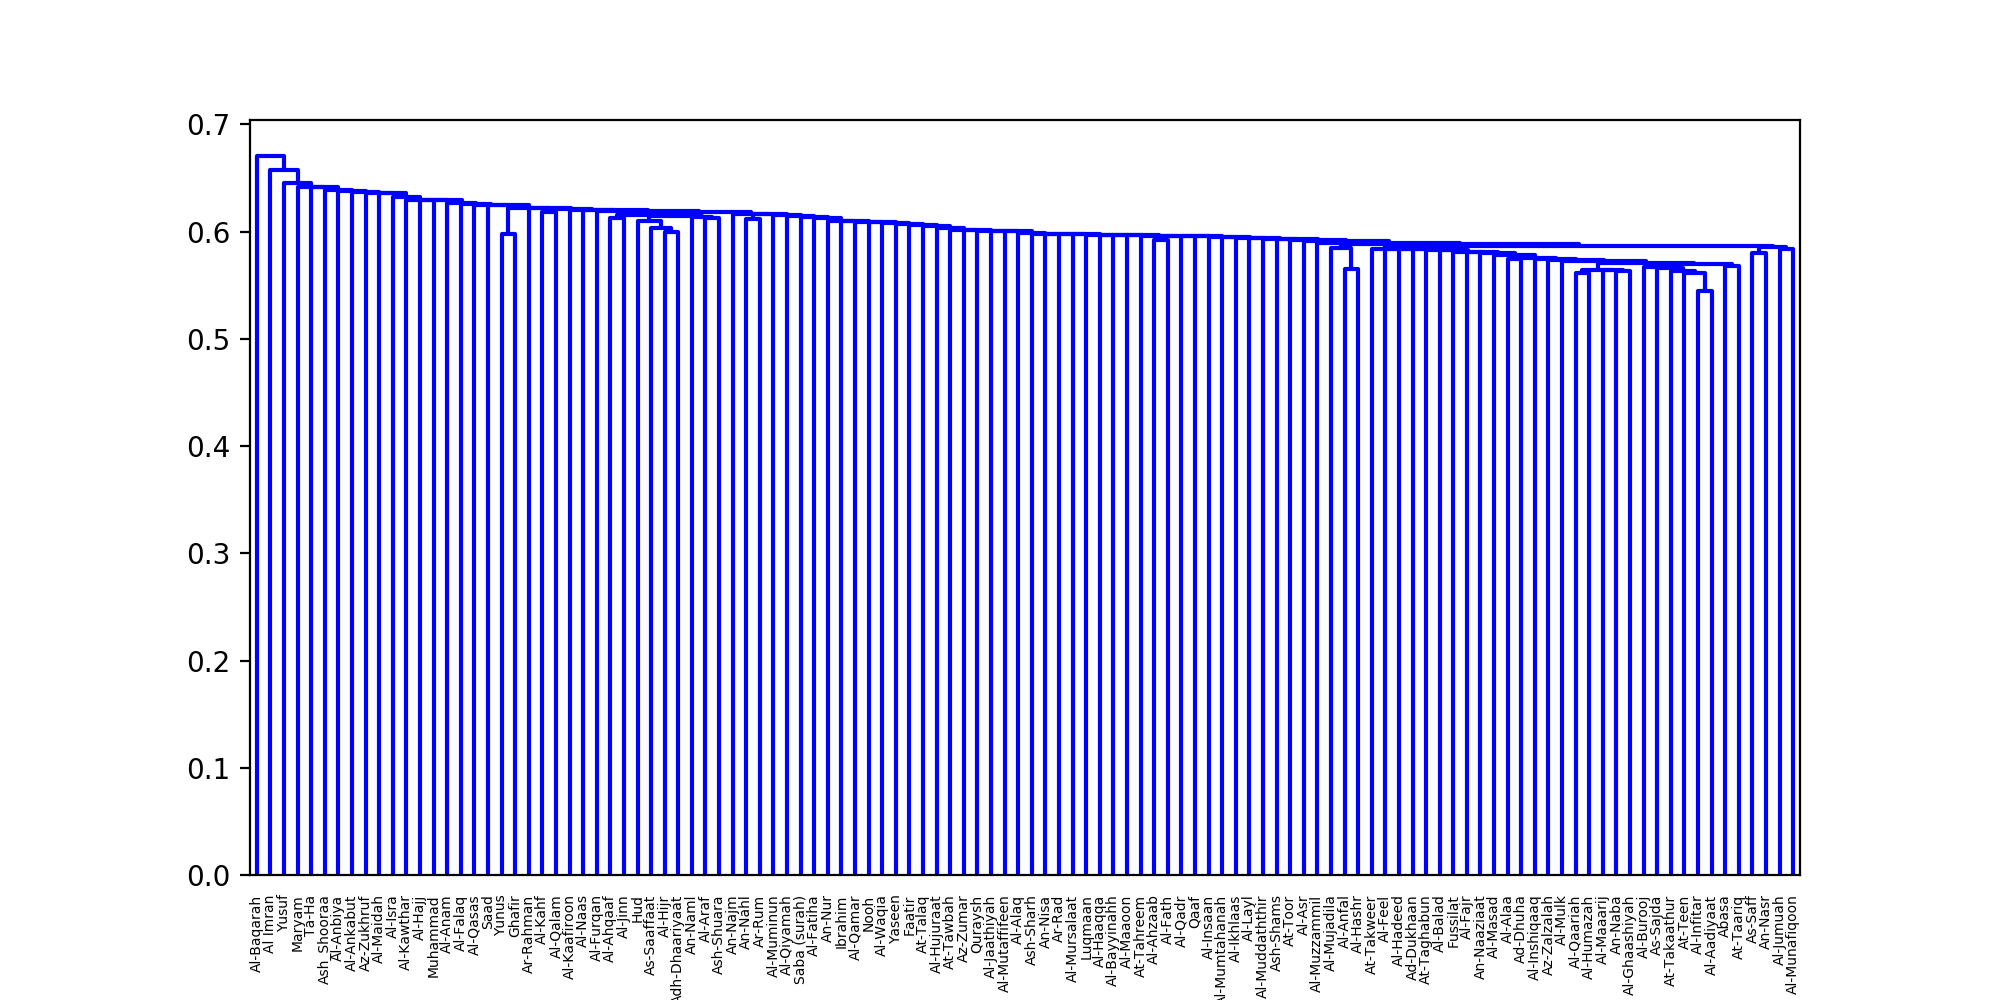 0.7
0.6
0.5
0.4
0.3
0.2
0.1
0.0
Al-Baqarah
Al Imran
Yusuf
Maryam
Ta-Ha
Ash_Shooraa
Al-Anbiya
Al-Ankabut
Az-Zukhruf
Al-Maidah
Al-Isra
Al-Kawthar
Al-Hajj
Muhammad
Al-Anam
Al-Falaq
Al-Qasas
Saad
Yunus
Ghafir
Ar-Rahman
Al-Kahf
Al-Qalam
Al-Kaafiroon
Al-Naas
Al-Furqan
Al-Ahqaaf
Al-Jinn
Hud
As-Saaffaat
Al-Hijr
Adh-Dhaariyaat
An-Naml
Al-Araf
Ash-Shuara
An-Najm
An-Nahl
Ar-Rum
Al-Muminun
Al-Qiyamah
Saba (surah)
Al-Fatiha
An-Nur
Ibrahim
Al-Qamar
Nooh
Al-Waqia
Yaseen
Faatir
At-Talaq
Al-Hujuraat
At-Tawbah
Az-Zumar
Quraysh
Al-Jaathiyah
Al-Mutaffifeen
Al-Alaq
Ash-Sharh
An-Nisa
Ar-Rad
Al-Mursalaat
Luqmaan
Al-Haaqqa
Al-Bayyinahh
Al-Maaoon
At-Tahreem
Al-Ahzaab
Al-Fath
Al-Qadr
Qaaf
Al-Insaan
Al-Mumtahanah
Al-Ikhlaas
Al-Layl
Al-Muddaththir
Ash-Shams
At-Toor
Al-Asr
Al-Muzzammil
Al-Mujadila
Al-Anfal
Al-Hashr
At-Takweer
Al-Feel
Al-Hadeed
Ad-Dukhaan
At-Taghabun
Al-Balad
Fussilat
Al-Fajr
An-Naaziaat
Al-Masad
Al-Alaa
Ad-Dhuha
Al-Inshiqaaq
Az-Zalzalah
Al-Mulk
Al-Qaariah
Al-Humazah
Al-Maaarij
An-Naba
Al-Ghaashiyah
Al-Burooj
As-Sajda
At-Takaathur
At-Teen
Al-Infitar
Al-Aadiyaat
Abasa
At-Taariq
As-Saff
An-Nasr
Al-Jumuah
Al-Munafiqoon